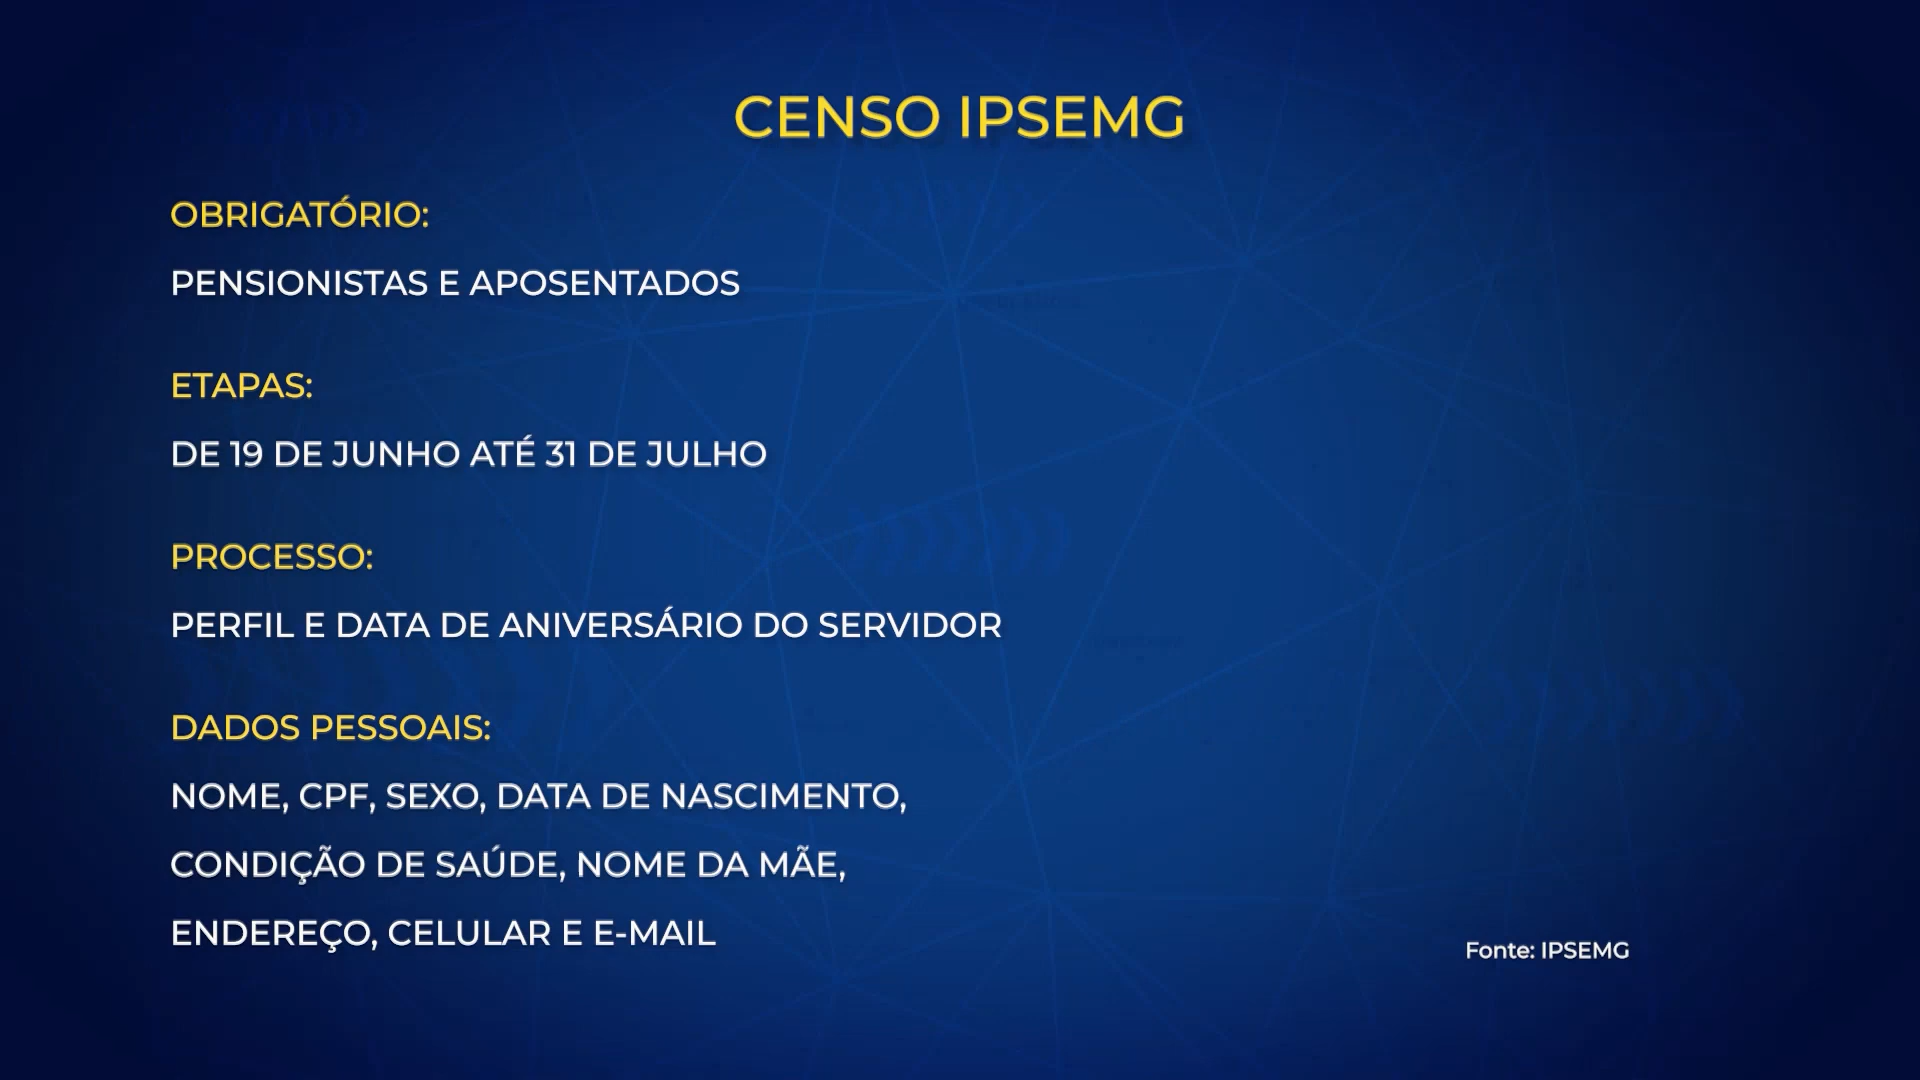 CENSO IPSEMG
OBRIGATÓRIO:
PENSIONISTAS E APOSENTADOS
ETAPAS:
DE 19 DE JUNHO ATÉ 31 DE JULHO
PROCESSO:
PERFIL E DATA DE ANIVERSÁRIO DO SERVIDOR
DADOS PESSOAIS:
NOME, CPF, SEXO, DATA DE NASCIMENTO,
CONDIÇÃO DE SAÚDE, NOME DA MÃE,
ENDEREÇO, CELULAR E E-MAIL
Fonte: IPSEMG